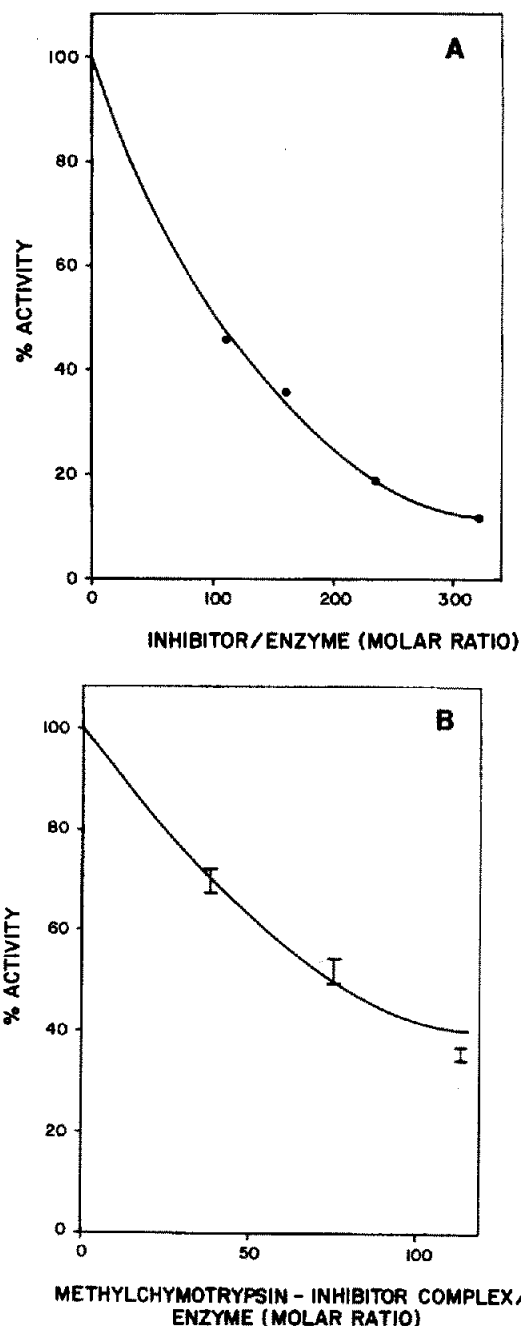 A
100
80
60
40
20
0
% ACTIVITY
0 100 200 300
INHIBITOR/ENZYME (MOLAR RATIO)
B
100
80
60
40
20
0
% ACTIVITY
0 50 100
METHYLCHYMOTRYPSIN - INHIBITOR COMPLEX/
ENZYME (MOLAR RATIO)